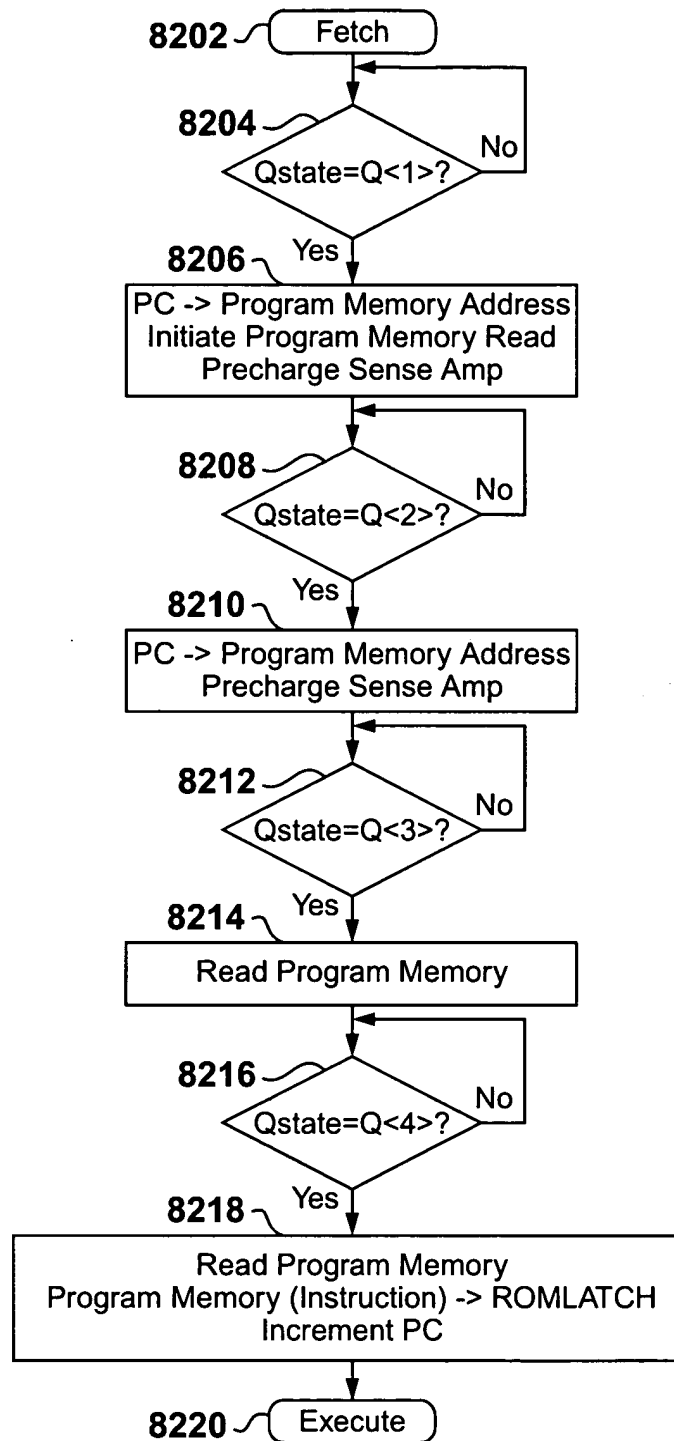 8202
Fetch
8204
Qstate=Q<1>?
No
Yes
8206
PC -> Program Memory Address
Initiate Program Memory Read
Precharge Sense Amp
8208
Qstate=Q<2>?
No
Yes
8210
PC -> Program Memory Address
Precharge Sense Amp
8212
Qstate=Q<3>?
No
Yes
8214
Read Program Memory
8216
Qstate=Q<4>?
No
Yes
8218
Read Program Memory
Program Memory (Instruction) -> ROMLATCH
Increment PC
8220
Execute